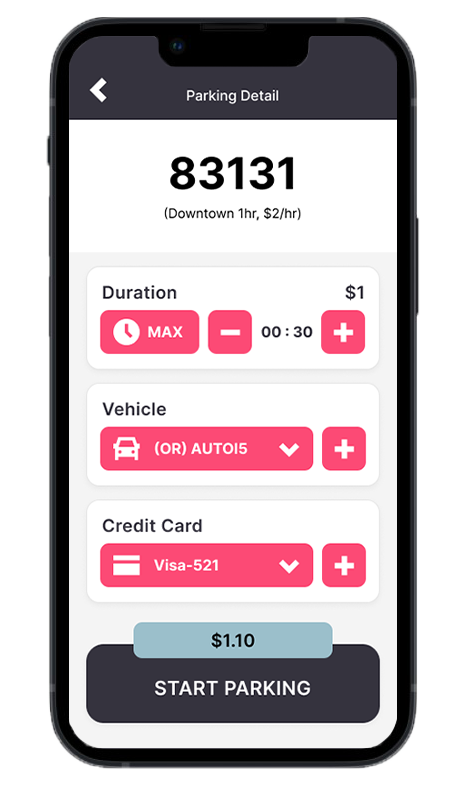 Parking Detail
83131
(Downtown 1hr, $2/hr)
Duration $1
MAX 00 : 30
Vehicle
(OR) AUTOI5
Credit Card
Visa-521
$1.10
START PARKING